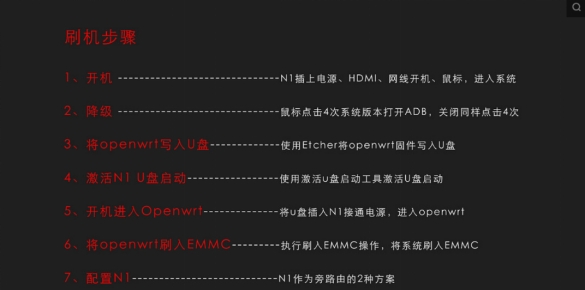 刷机步骤
1、开机 ----------------------------- N1插上电源、HDMI、网线开机、鼠标，进入系统
2、降级 ----------------------------- 鼠标点击4次系统版本打开ADB，关闭同样点击4次
3、将openwrt写入U盘------------- 使用Etcher将openwrt固件写入U盘
4、激活N1 U盘启动----------------- 使用激活u盘启动工具激活U盘启动
5、开机进入Openwrt-------------- 将u盘插入N1接通电源，进入openwrt
6、将openwrt刷入EMMC--------- 执行刷入EMMC操作，将系统刷入EMMC
7、配置N1-------------------------- N1作为旁路由的2种方案